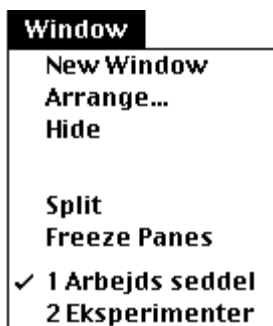 Window
New Window
Arrange...
Hide
Split
Freeze Panes
✓ 1 Arbejds seddel
2 Eksperimenter